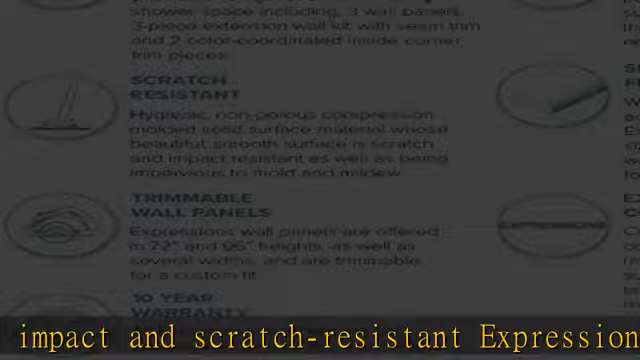 shower space including, 3 wall panels,
3-piece extension wall kit with seam trim
and 2 color-coordinated inside corner
trim pieces.
SCRATCH
RESISTANT
Hygienic, non-porous compression
molded solid surface material whose
beautiful, smooth surface is scratch
and impact resistant as well as being
impervious to mold and mildew.
TRIMMABLE
WALL PANELS
Expressions wall panels are offered
in 72" and 96" heights, as well as
several widths, and are trimmable
for a custom fit
10 YEAR
WARRANTY
impact and scratch-resistant Expression